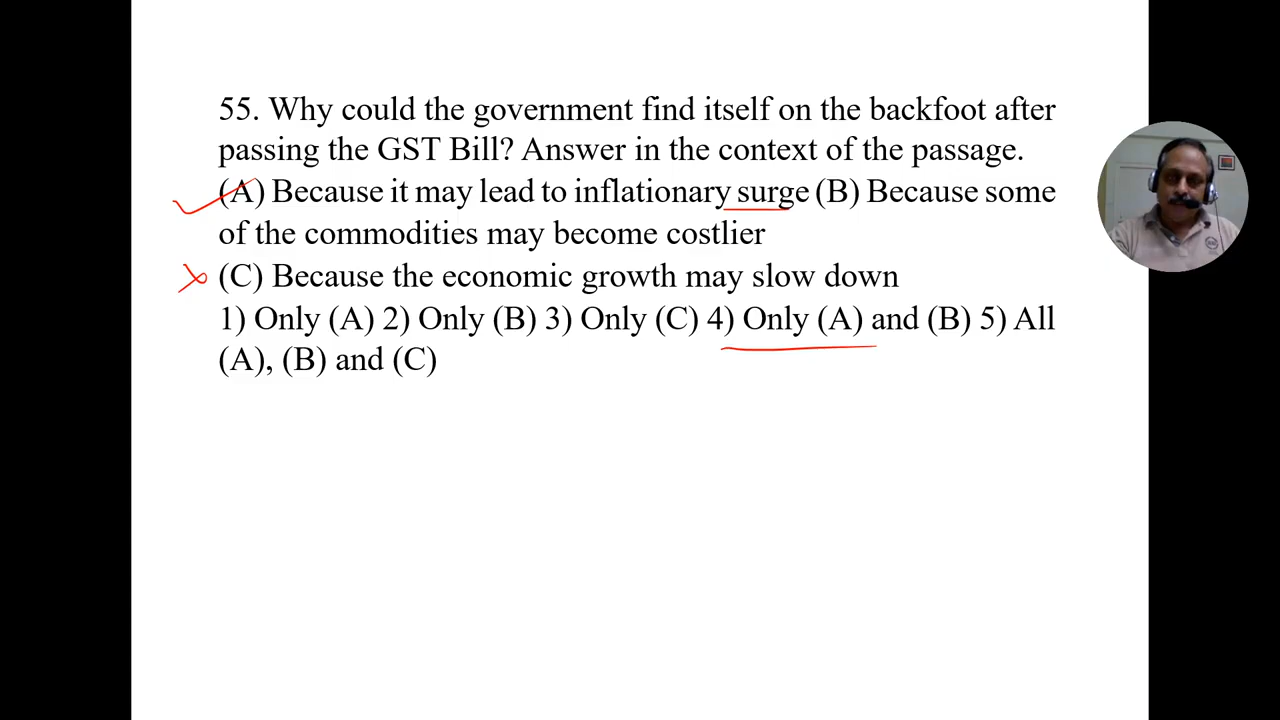 55. Why could the government find itself on the backfoot after
passing the GST Bill? Answer in the context of the passage.
(A) Because it may lead to inflationary surge (B) Because some
of the commodities may become costlier
(C) Because the economic growth may slow down
1) Only (A) 2) Only (B) 3) Only (C) 4) Only (A) and (B) 5) All
(A), (B) and (C)